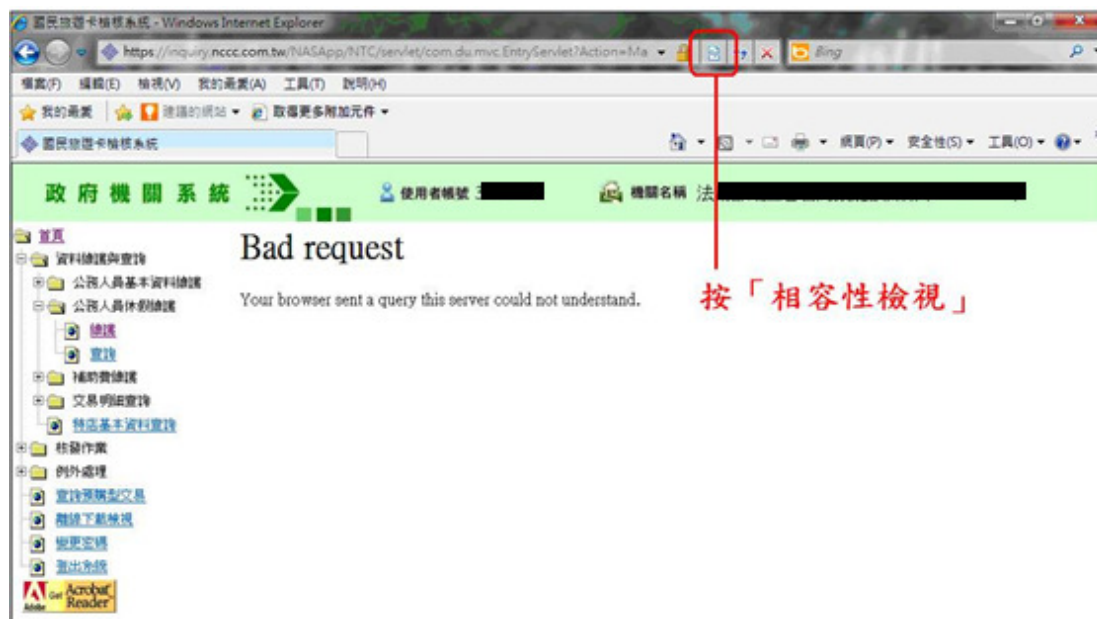 國民旅遊卡檢核系統 - Windows Internet Explorer
https://inquiry.nccc.com.tw/NASApp/NTC/servlet/com.du.mvc.EntryServlet?Action=Ma
Bing
檔案(F) 編輯(E) 檢視(V) 我的最愛(A) 工具(T) 說明(H)
我的最愛 建議的網站 取得更多附加元件
國民旅遊卡檢核系統
網頁(P) 安全性(S) 工具(O)
政府機關系統 使用者帳號 機關名稱 法
首頁
資料維護與查詢
公務人員基本資料維護
公務人員休假維護
維護
查詢
補助費維護
交易明細查詢
特店基本資料查詢
核發作業
例外處理
查詢預購型交易
離線下載檢視
變更密碼
登出系統
Adobe Get Acrobat Reader
Bad request
Your browser sent a query this server could not understand.
按「相容性檢視」